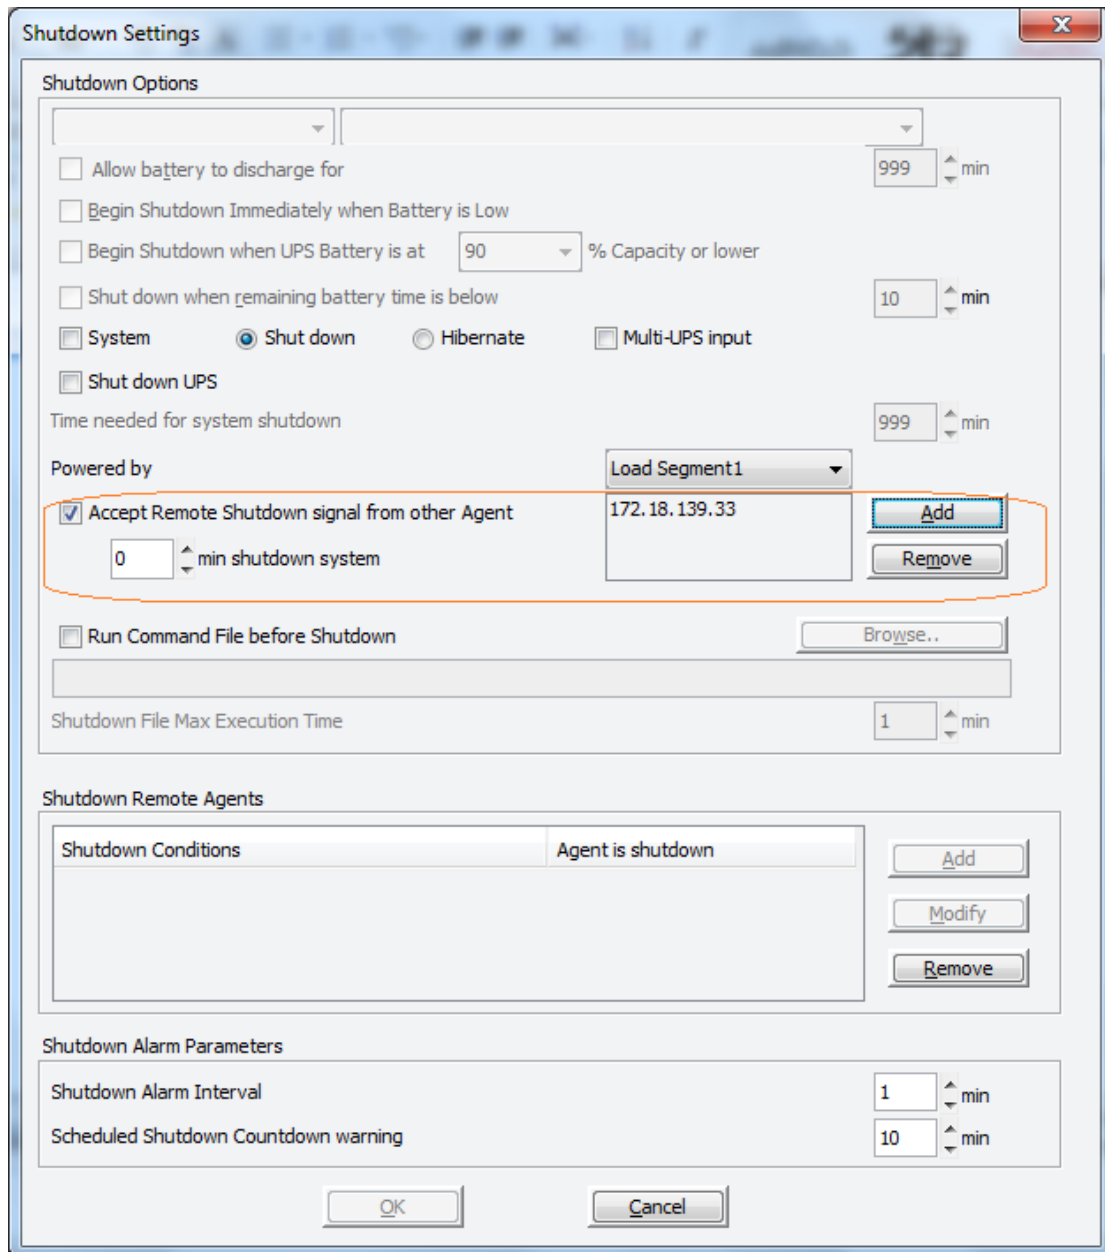 Shutdown Settings
Shutdown Options
Allow battery to discharge for 999 min
Begin Shutdown Immediately when Battery is Low
Begin Shutdown when UPS Battery is at 90 % Capacity or lower
Shut down when remaining battery time is below 10 min
System Shut down Hibernate Multi-UPS input
Shut down UPS
Time needed for system shutdown 999 min
Powered by Load Segment1
Accept Remote Shutdown signal from other Agent 172.18.139.33 Add
0 min shutdown system Remove
Run Command File before Shutdown Browse..
Shutdown File Max Execution Time 1 min
Shutdown Remote Agents
Shutdown Conditions Agent is shutdown
Add
Modify
Remove
Shutdown Alarm Parameters
Shutdown Alarm Interval 1 min
Scheduled Shutdown Countdown warning 10 min
OK Cancel